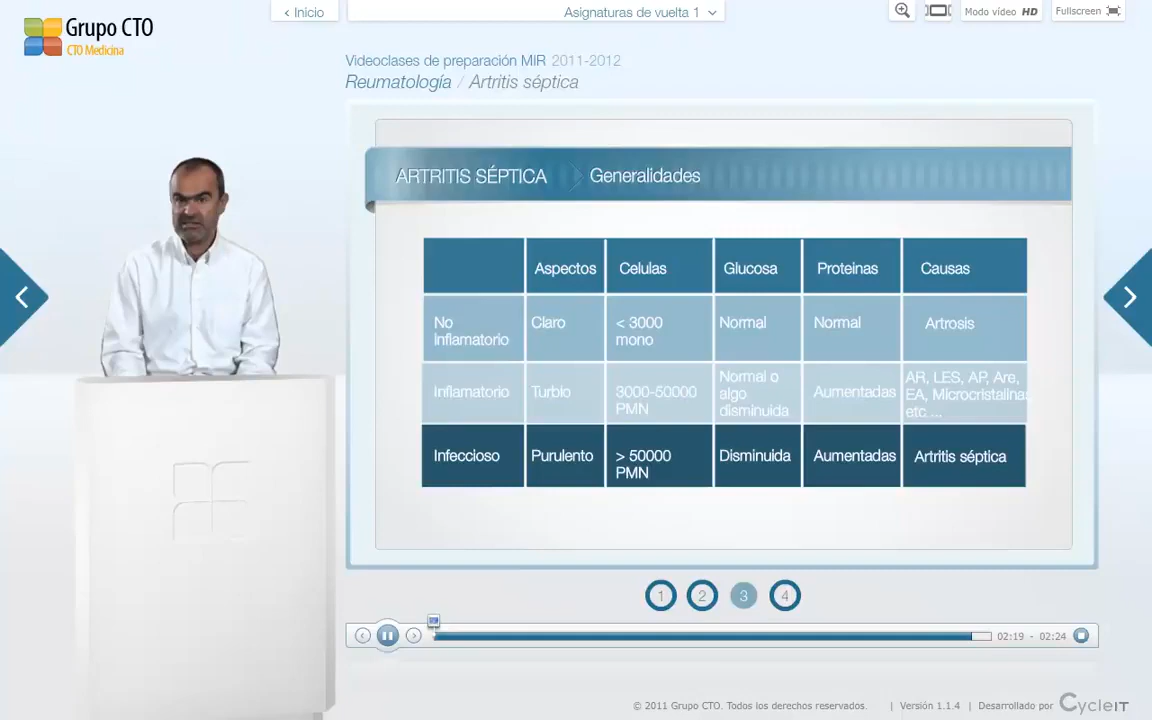 Grupo CTO
CTO Medicina
‹ Inicio
Asignaturas de vuelta 1
Modo vídeo HD
Fullscreen
Videoclases de preparación MIR 2011-2012
Reumatología / Artritis séptica
ARTRITIS SÉPTICA Generalidades
Aspectos Celulas Glucosa Proteinas Causas
No inflamatorio
Claro
< 3000
mono
Normal
Normal
Artrosis
Inflamatorio
Turbio
3000-50000
PMN
Normal o
algo
disminuida
Aumentadas
AR, LES, AP, Are,
EA, Microcristalinas
etc ...
Infeccioso
Purulento
> 50000
PMN
Disminuida
Aumentadas
Artritis séptica
1 2 3 4
02:19 - 02:24
© 2011 Grupo CTO. Todos los derechos reservados. | Versión 1.1.4 | Desarrollado por CycleIT